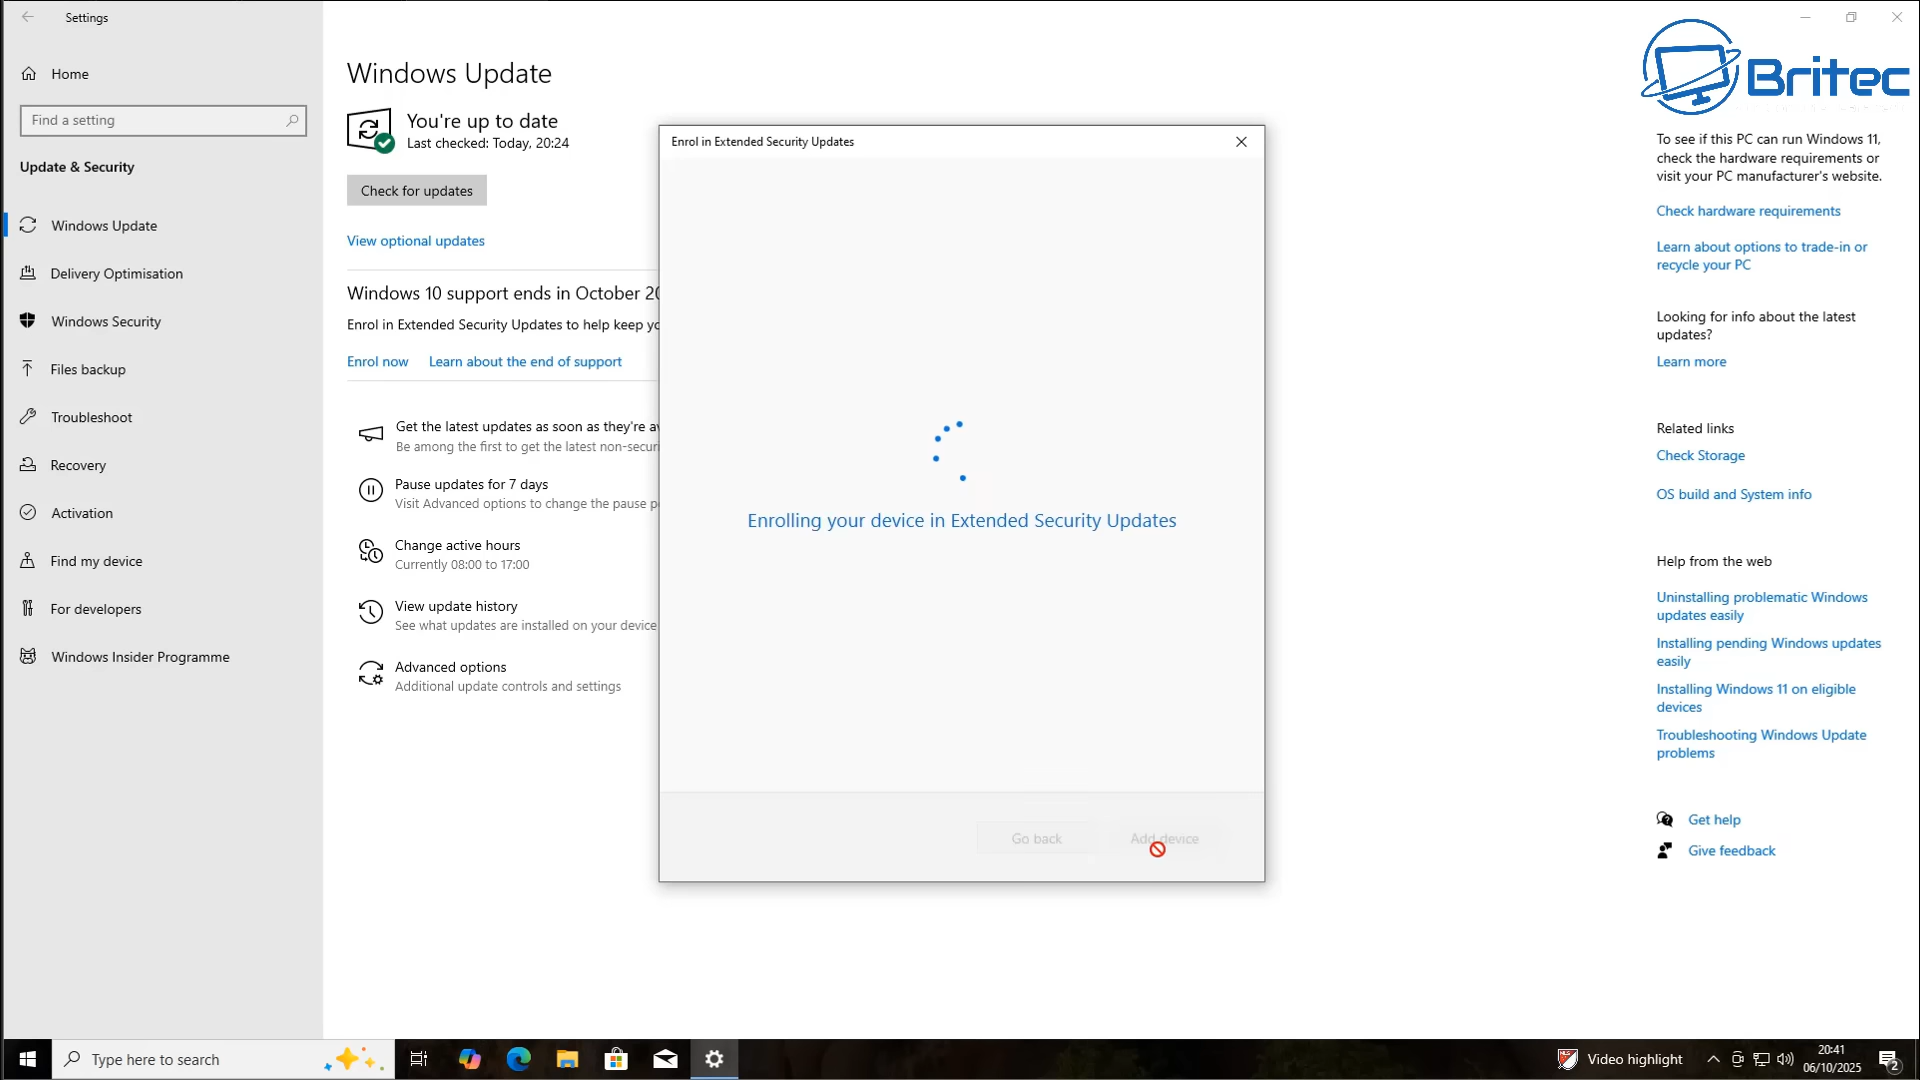 Settings
Home
Find a setting
Update & Security
Windows Update
Delivery Optimisation
Windows Security
Files backup
Troubleshoot
Recovery
Activation
Find my device
For developers
Windows Insider Programme
Windows Update
You're up to date
Last checked: Today, 20:24
Check for updates
View optional updates
Windows 10 support ends in October 20
Enrol in Extended Security Updates to help keep yo
Enrol now
Learn about the end of support
Get the latest updates as soon as they're av
Be among the first to get the latest non-securi
Pause updates for 7 days
Visit Advanced options to change the pause p
Change active hours
Currently 08:00 to 17:00
View update history
See what updates are installed on your device
Advanced options
Additional update controls and settings
Enrol in Extended Security Updates
Enrolling your device in Extended Security Updates
Go back
Add device
Britec
To see if this PC can run Windows 11,
check the hardware requirements or
visit your PC manufacturer's website.
Check hardware requirements
Learn about options to trade-in or
recycle your PC
Looking for info about the latest
updates?
Learn more
Related links
Check Storage
OS build and System info
Help from the web
Uninstalling problematic Windows
updates easily
Installing pending Windows updates
easily
Installing Windows 11 on eligible
devices
Troubleshooting Windows Update
problems
Get help
Give feedback
Type here to search
Video highlight
20:41
06/10/2025
2